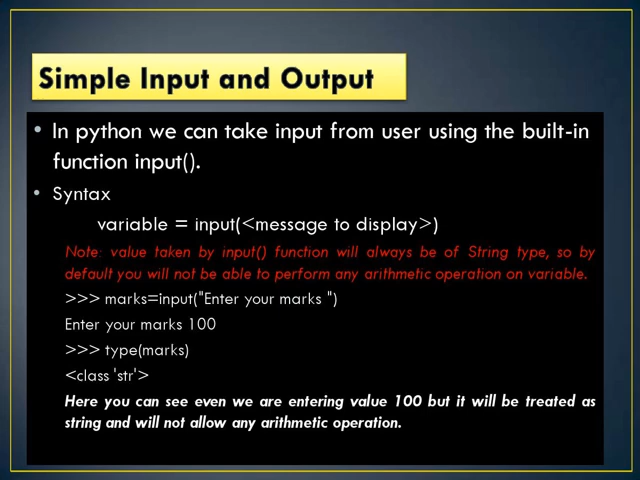 Simple Input and Output
• In python we can take input from user using the built-in
function input().
• Syntax
variable = input(<message to display>)
Note: value taken by input() function will always be of String type, so by
default you will not be able to perform any arithmetic operation on variable.
>>> marks=input("Enter your marks ")
Enter your marks 100
>>> type(marks)
<class 'str'>
Here you can see even we are entering value 100 but it will be treated as
string and will not allow any arithmetic operation.